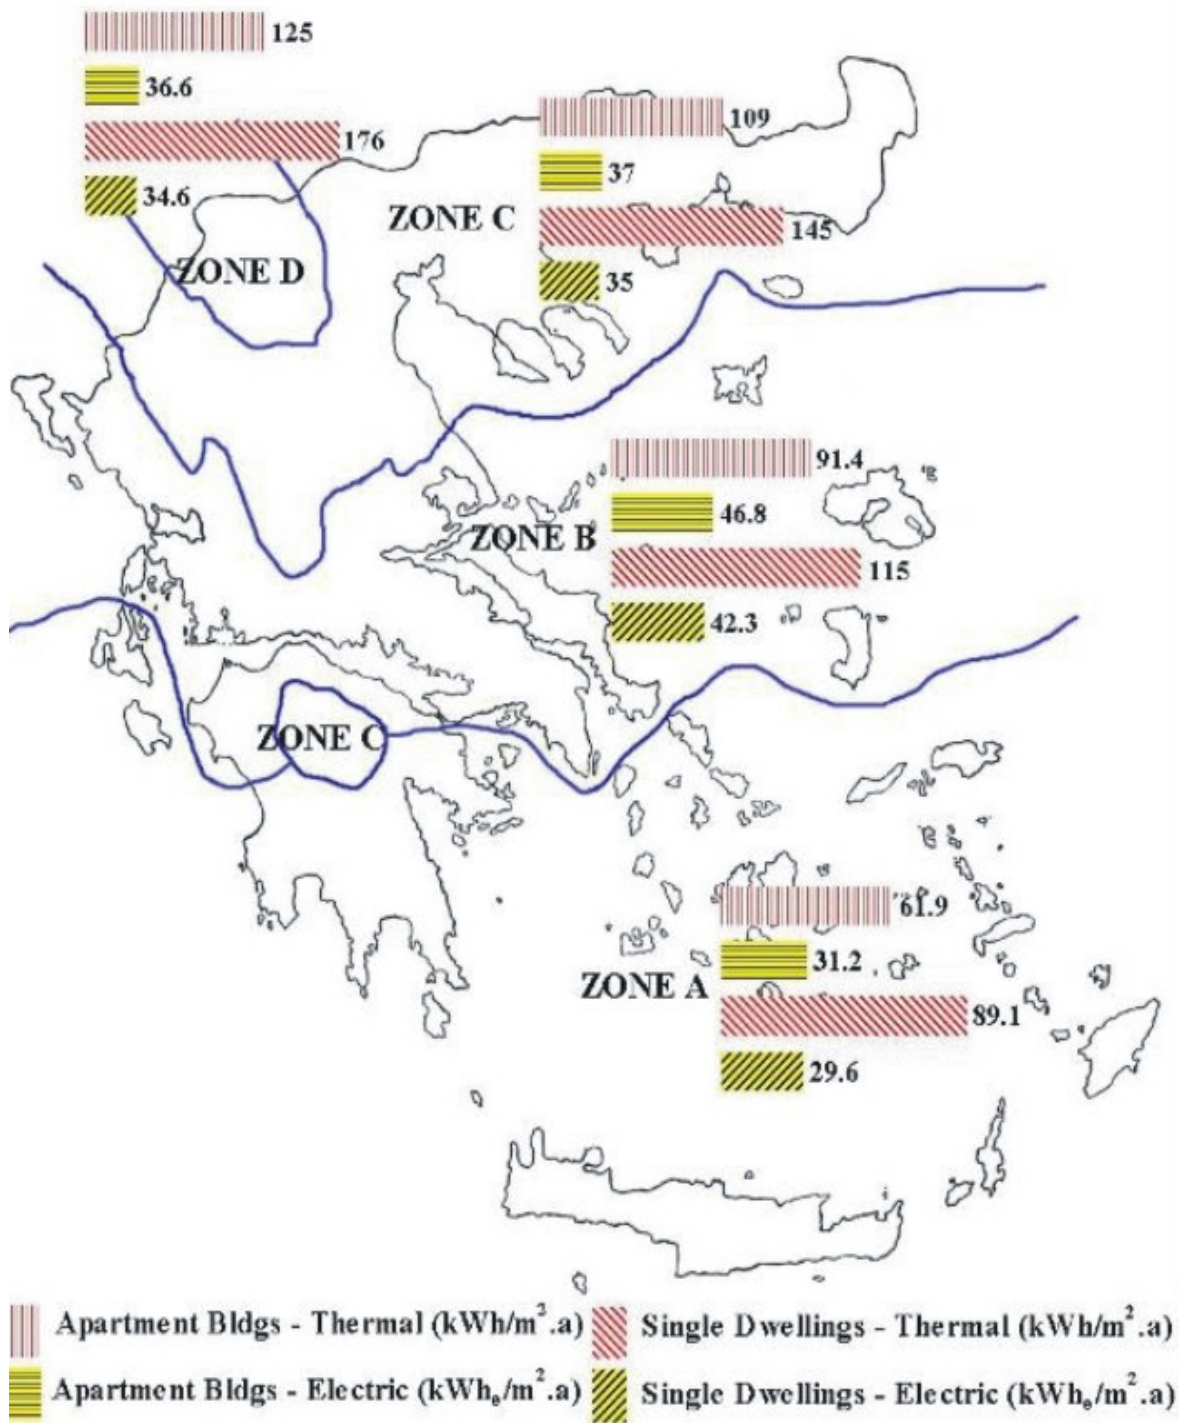 125
36.6
176
34.6
ZONE D
ZONE C
109
37
145
35
91.4
46.8
ZONE B
115
42.3
ZONE C
61.9
31.2
ZONE A
89.1
29.6
Apartment Bldgs - Thermal (kWh/m².a)
Single Dwellings - Thermal (kWh/m².a)
Apartment Bldgs - Electric (kWhₑ/m².a)
Single Dwellings - Electric (kWhₑ/m².a)